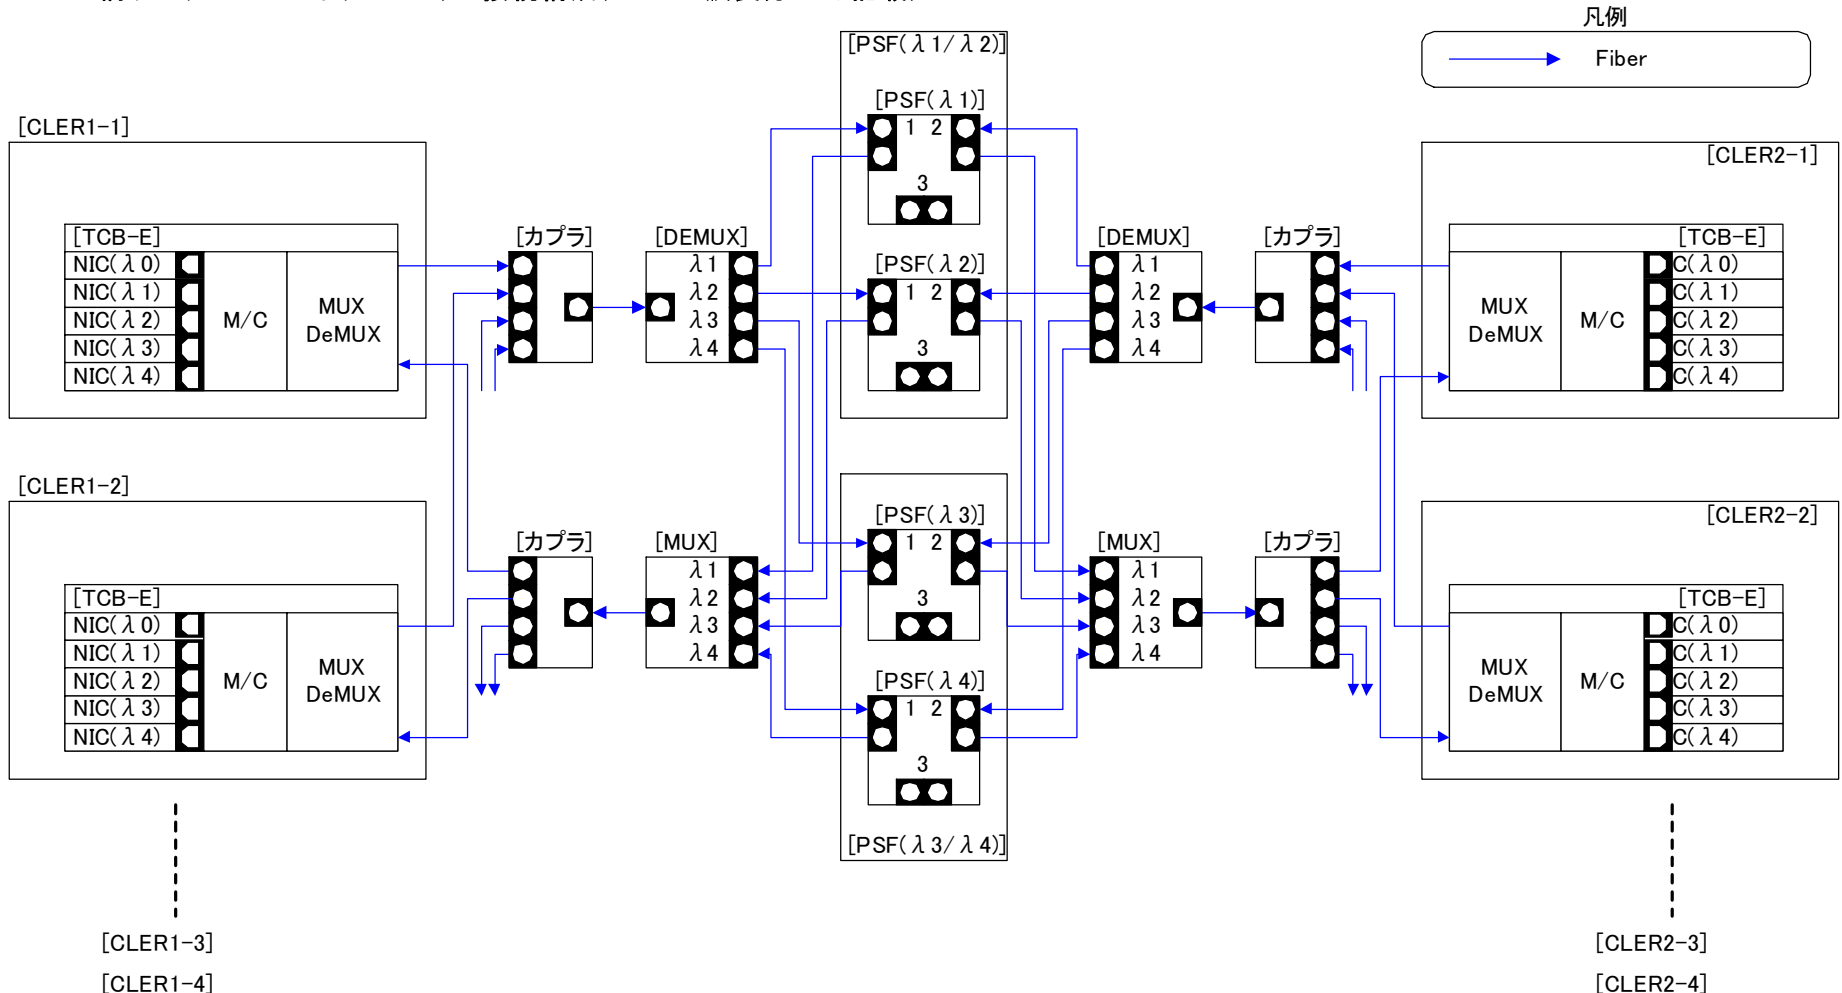 凡例
Fiber
[PSF(λ1/λ2)]
[PSF(λ1)]
1 2
3
[CLER1-1]
[TCB-E]
NIC(λ0)
NIC(λ1)
NIC(λ2)
NIC(λ3)
NIC(λ4)
M/C
MUX
DeMUX
[カプラ]
[DEMUX]
λ1
λ2
λ3
λ4
[PSF(λ2)]
1 2
3
[DEMUX]
λ1
λ2
λ3
λ4
[カプラ]
[CLER2-1]
[TCB-E]
MUX
DeMUX
M/C
C(λ0)
C(λ1)
C(λ2)
C(λ3)
C(λ4)
[CLER1-2]
[TCB-E]
NIC(λ0)
NIC(λ1)
NIC(λ2)
NIC(λ3)
NIC(λ4)
M/C
MUX
DeMUX
[カプラ]
[MUX]
λ1
λ2
λ3
λ4
[PSF(λ3)]
1 2
3
[PSF(λ4)]
1 2
3
[PSF(λ3/λ4)]
[MUX]
λ1
λ2
λ3
λ4
[カプラ]
[CLER2-2]
[TCB-E]
MUX
DeMUX
M/C
C(λ0)
C(λ1)
C(λ2)
C(λ3)
C(λ4)
[CLER1-3]
[CLER1-4]
[CLER2-3]
[CLER2-4]